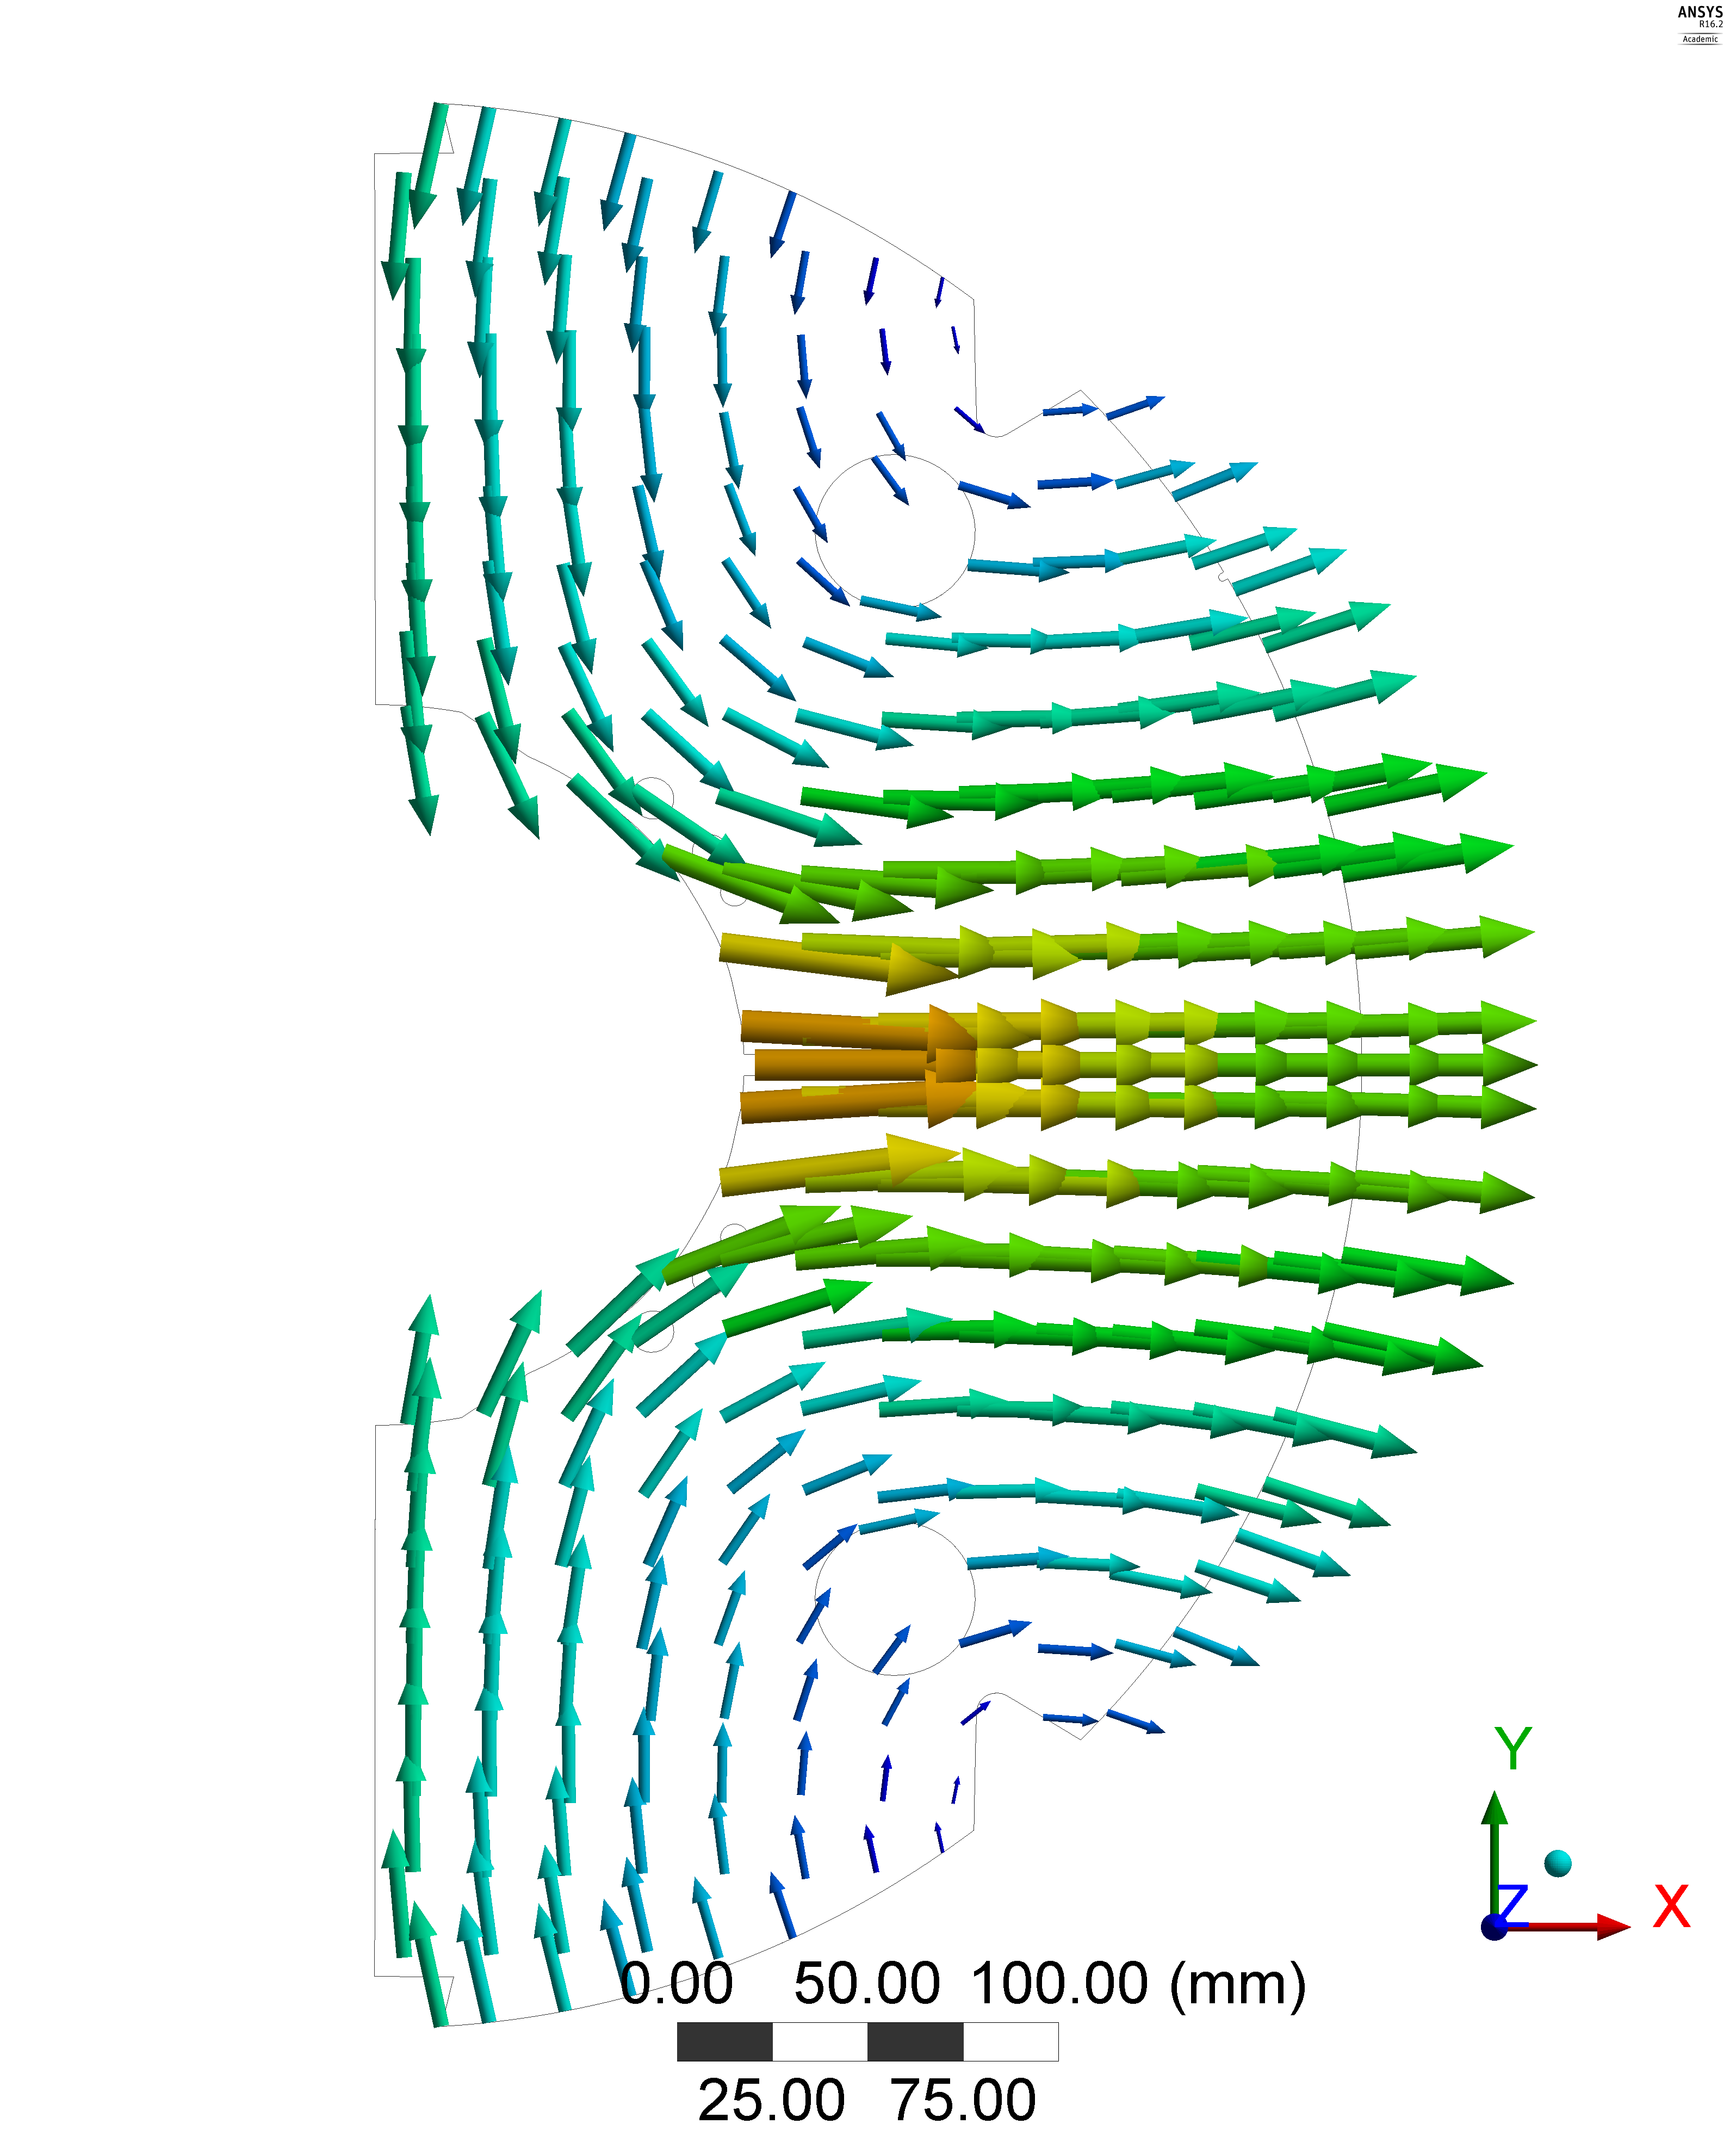 ANSYS
R16.2
Academic
Y
Z
X
0.00 50.00 100.00 (mm)
25.00 75.00